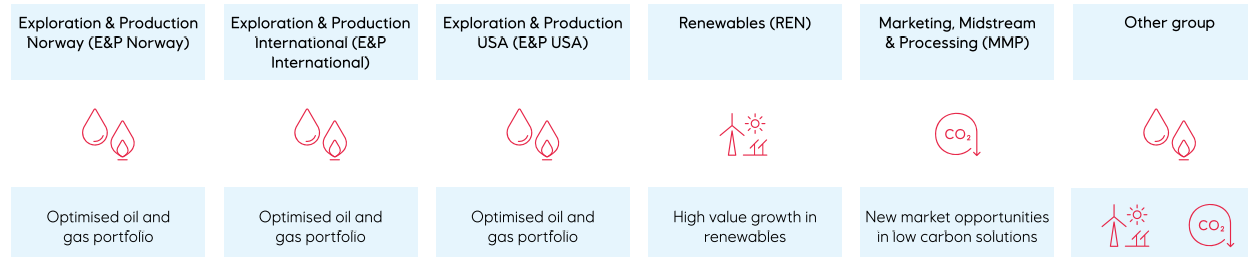 Exploration & Production
Norway (E&P Norway)
Exploration & Production
International (E&P
International)
Exploration & Production
USA (E&P USA)
Renewables (REN)
Marketing, Midstream
& Processing (MMP)
Other group
CO₂
Optimised oil and
gas portfolio
Optimised oil and
gas portfolio
Optimised oil and
gas portfolio
High value growth in
renewables
New market opportunities
in low carbon solutions
CO₂